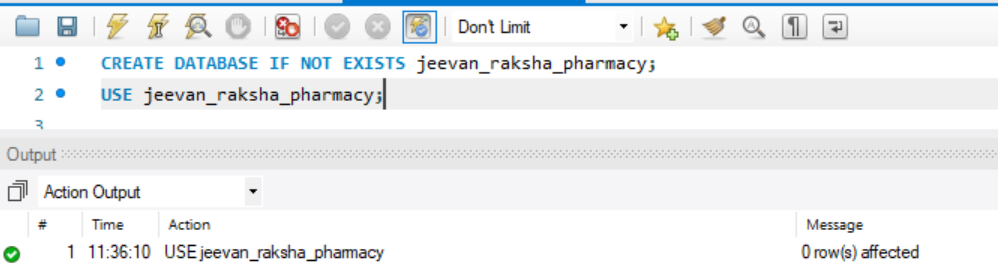 Don't Limit
1 CREATE DATABASE IF NOT EXISTS jeevan_raksha_pharmacy;
2 USE jeevan_raksha_pharmacy;
3
Output
Action Output
# Time Action Message
1 11:36:10 USE jeevan_raksha_pharmacy 0 row(s) affected